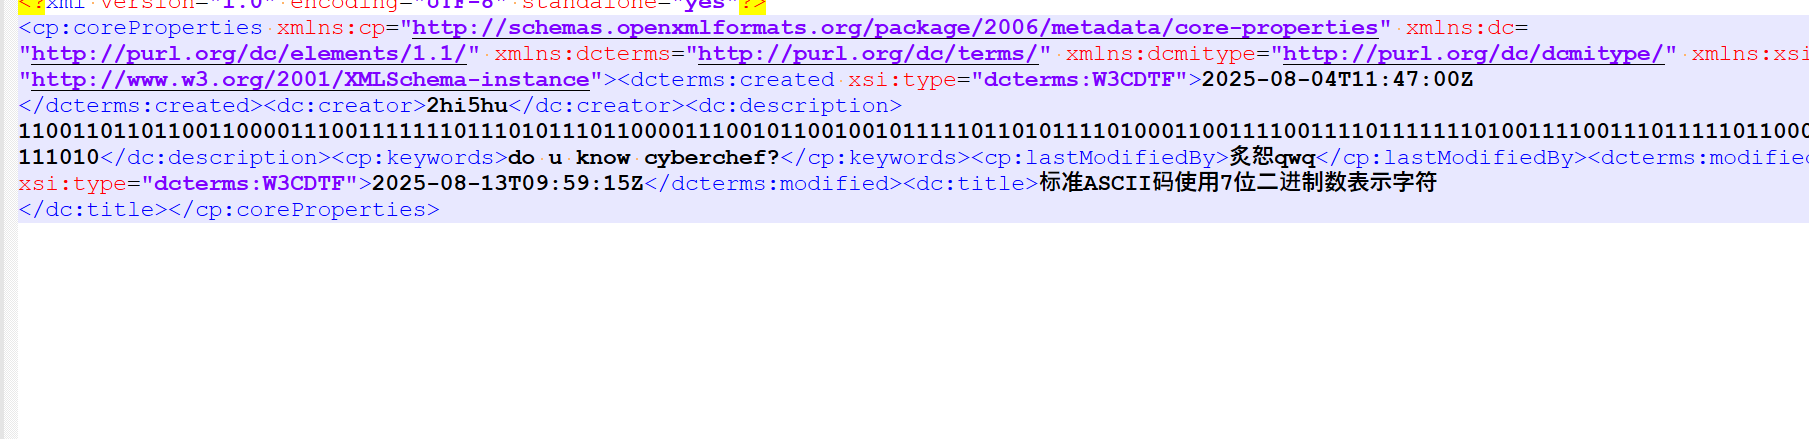 <?xml version="1.0" encoding="UTF-8" standalone="yes"?>
<cp:coreProperties xmlns:cp="http://schemas.openxmlformats.org/package/2006/metadata/core-properties" xmlns:dc=
"http://purl.org/dc/elements/1.1/" xmlns:dcterms="http://purl.org/dc/terms/" xmlns:dcmitype="http://purl.org/dc/dcmitype/" xmlns:xsi
"http://www.w3.org/2001/XMLSchema-instance"><dcterms:created xsi:type="dcterms:W3CDTF">2025-08-04T11:47:00Z
</dcterms:created><dc:creator>2hi5hu</dc:creator><dc:description>
111010</dc:description><cp:keywords>do u know cyberchef?</cp:keywords><cp:lastModifiedBy>炙恕qwq</cp:lastModifiedBy><dcterms:modified
xsi:type="dcterms:W3CDTF">2025-08-13T09:59:15Z</dcterms:modified><dc:title>标准ASCII码使用7位二进制数表示字符
</dc:title></cp:coreProperties>